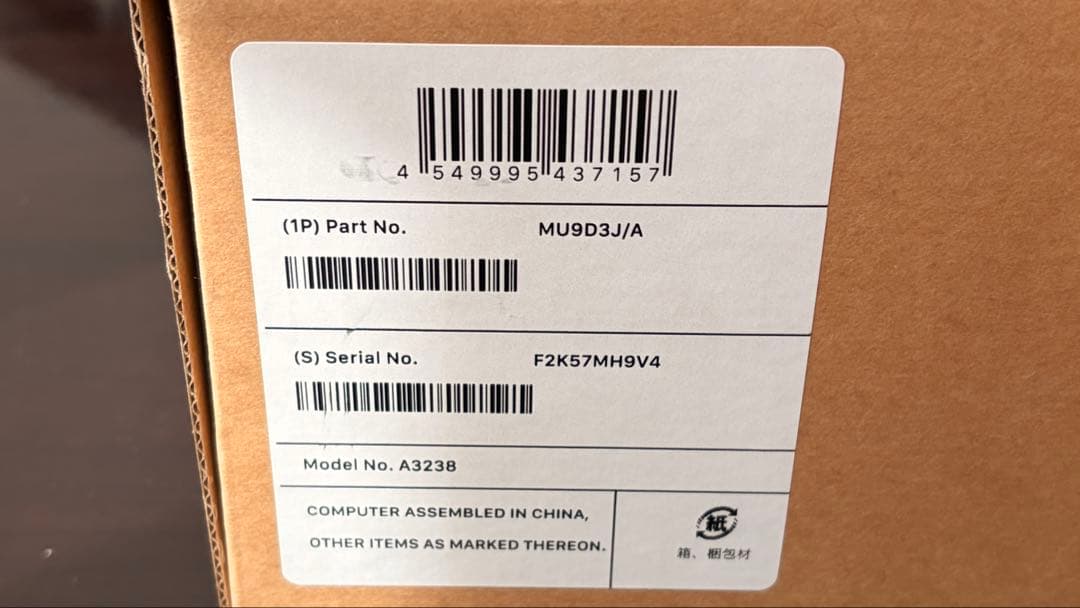 4 549995 437157
(1P) Part No. MU9D3J/A
(S) Serial No. F2K57MH9V4
Model No. A3238
COMPUTER ASSEMBLED IN CHINA,
OTHER ITEMS AS MARKED THEREON.
紙
箱、梱包材